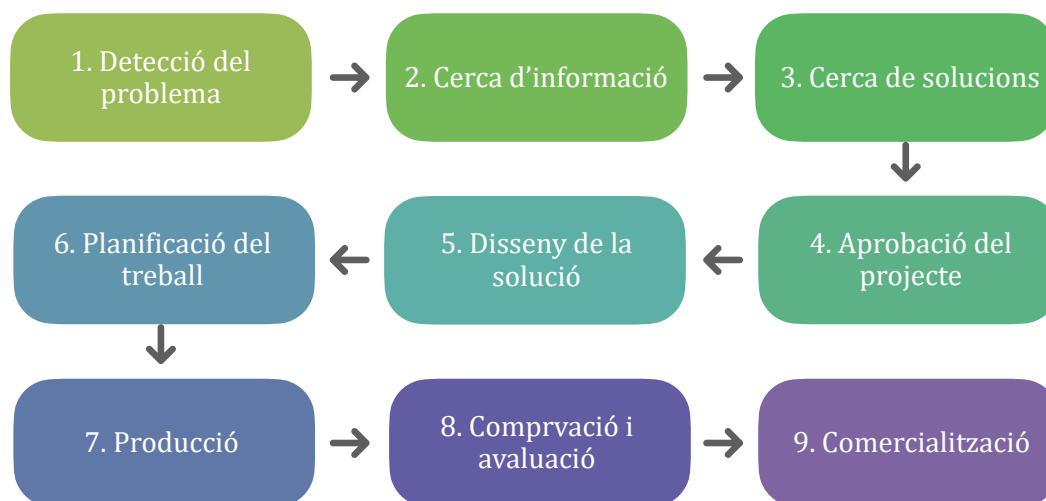 1. Detecció del
problema
2. Cerca d’informació
3. Cerca de solucions
4. Aprobació del
projecte
5. Disseny de la
solució
6. Planificació del
treball
7. Producció
8. Comprvació i
avaluació
9. Comercialització